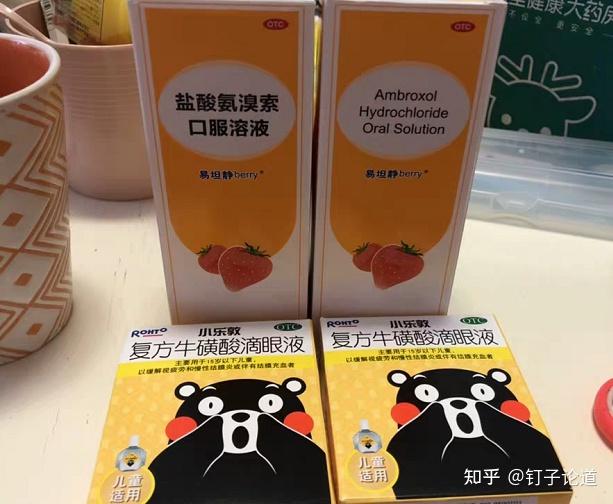 OTC
盐酸氨溴索
口服溶液
易坦静berry®
OTC
Ambroxol
Hydrochloride
Oral Solution
易坦静berry®
健康大药房
ROHTO
小乐敦
OTC
复方牛磺酸滴眼液
主要用于15岁以下儿童，
以缓解视疲劳和慢性结膜炎或伴有结膜充血者
儿童
适用
ROHTO
小乐敦
OTC
复方牛磺酸滴眼液
主要用于15岁以下儿童，
以缓解视疲劳和慢性结膜炎或伴有结膜充血者
儿童
适用
知乎 @钉子论道